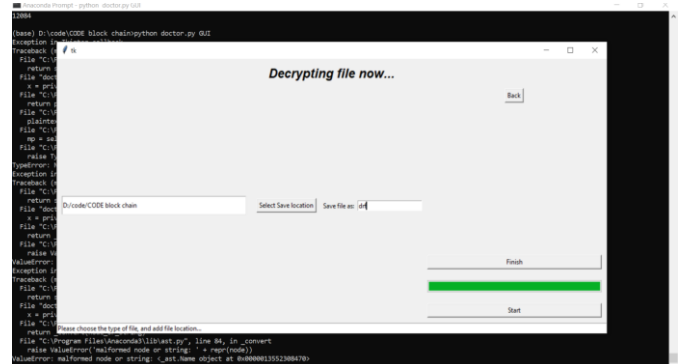 Anaconda Prompt - python doctor.py GUI
12084
(base) D:\code\CODE block chain>python doctor.py GUI
Exception in
Traceback (m
tk
File "C:\P
return s
File "doct
x = priv
File "C:\P
return p
File "C:\P
plainte
mp = sel
File "C:\P
raise Ty
TypeError:
Exception in
Traceback (m
File "C:\P
return s
File "doct
x = priv
File "C:\P
return
File "C:\P
raise Va
ValueError:
Exception in
Traceback (m
File "C:\P
return s
File "doct
x = priv
File "C:\P
return
Decrypting file now...
Back
D:/code/CODE block chain
Select Save location
Save file as:
Finish
Start
Please choose the type of file, and add file location...
File "C:\Program Files\Anaconda3\lib\ast.py", line 84, in _convert
raise ValueError('malformed node or string: ' + repr(node))
ValueError: malformed node or string: <_ast.Name object at 0x0000013552308470>